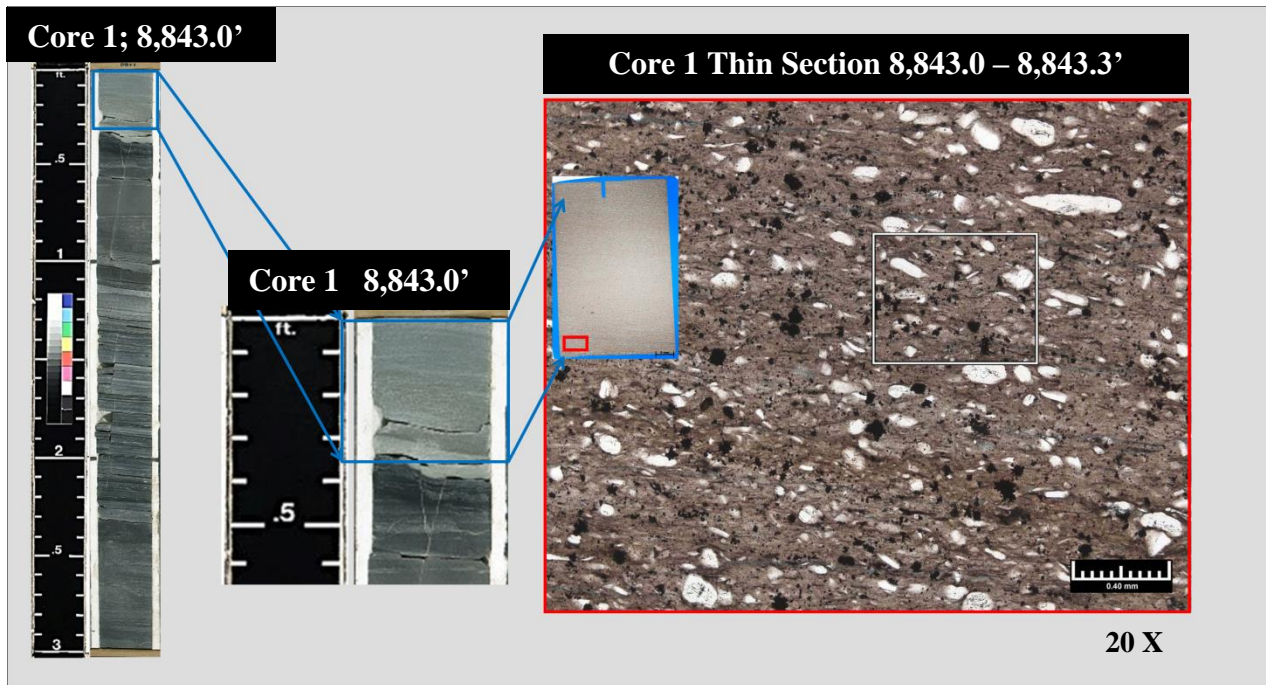 Core 1; 8,843.0’
ft.
.5
1
2
.5
3
Core 1 8,843.0’
ft.
.5
Core 1 Thin Section 8,843.0 – 8,843.3’
0.40 mm
20 X